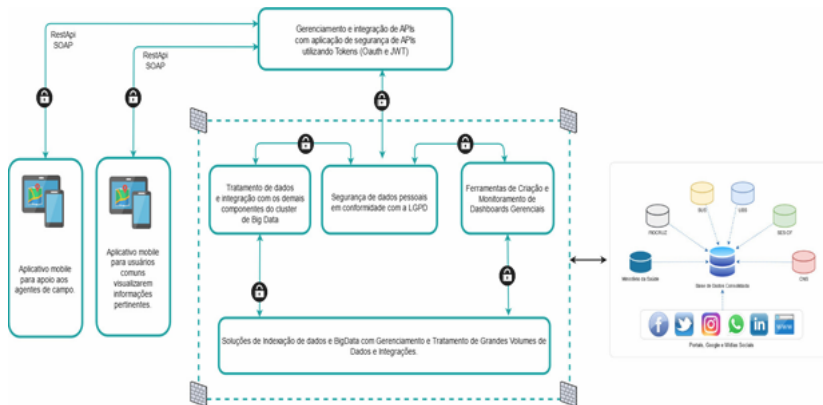 Gerenciamento e integração de APIs
com aplicação de segurança de APIs
utilizando Tokens (Oauth e JWT)
RestApi
SOAP
RestApi
SOAP
Tratamento de dados
e integração com os demais
componentes do cluster
de Big Data
Segurança de dados pessoais
em conformidade com a LGPD
Ferramentas de Criação e
Monitoramento de
Dashboards Gerenciais
Aplicativo mobile
para apoio aos
agentes de campo.
Aplicativo mobile
para usuários
comuns
visualizarem
informações
pertinentes.
Soluções de Indexação de dados e BigData com Gerenciamento e Tratamento de Grandes Volumes de
Dados e Integrações.
FIOCRUZ
SES-DF
Ministério da Saúde
Base de Dados Consolidada
Portais, Google e Mídias Sociais